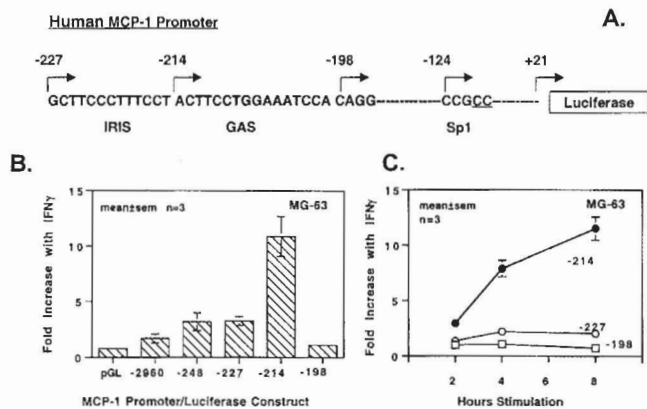 Human MCP-1 Promoter
A.
-227 -214 -198 -124 +21
GCTTCCCTTTCCT ACTTCCTGGAAATCCA CAGG----------CCGCC------ Luciferase
IRIS GAS Sp1
B.
mean±sem n=3 MG-63
Fold Increase with IFNγ
15
10
5
0
pGL -2960 -248 -227 -214 -198
MCP-1 Promoter/Luciferase Construct
C.
mean±sem MG-63
n=3
Fold Increase with IFNγ
15
10
5
0
-214
-227
-198
2 4 6 8
Hours Stimulation